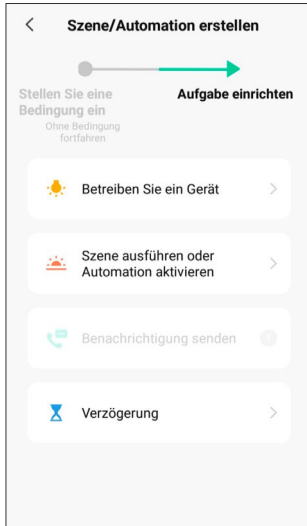 Szene/Automation erstellen
Stellen Sie eine
Bedingung ein
Ohne Bedingung
fortfahren
Aufgabe einrichten
Betreiben Sie ein Gerät
Szene ausführen oder
Automation aktivieren
Benachrichtigung senden
Verzögerung